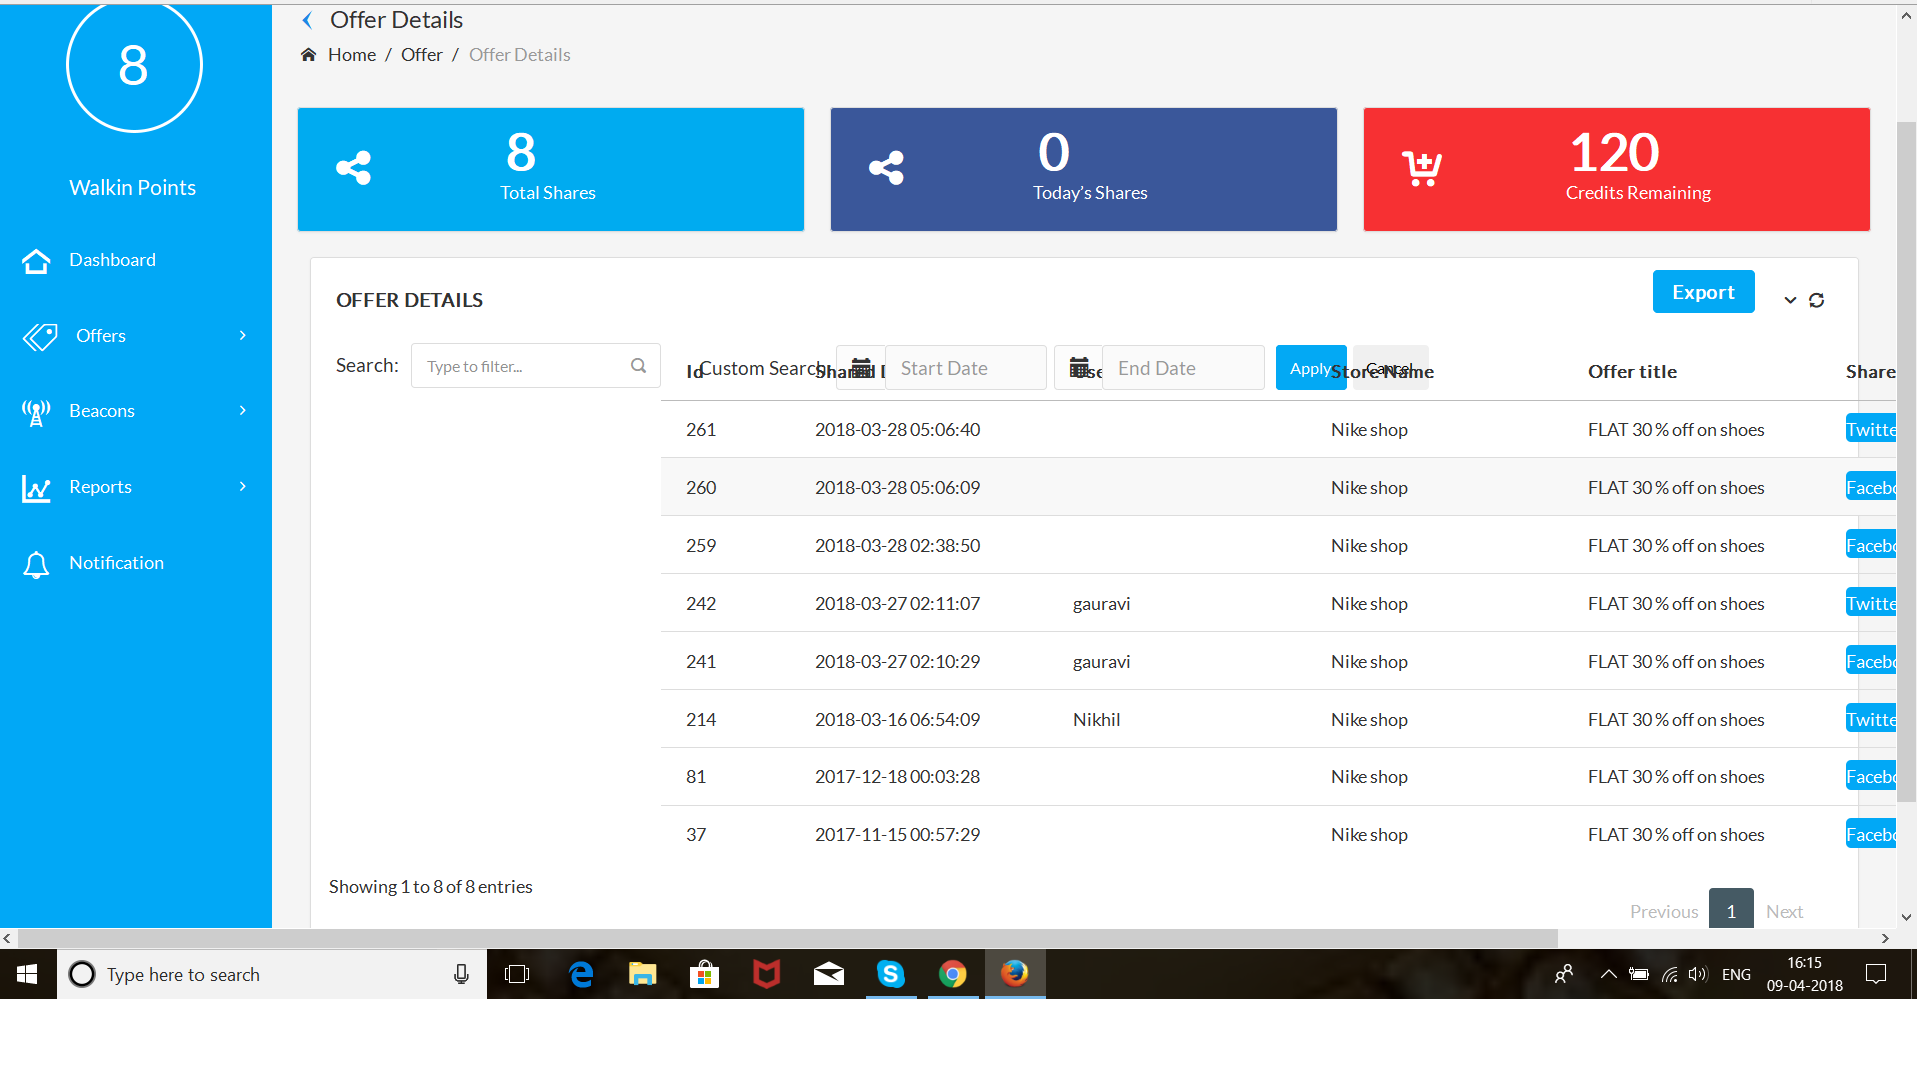 8
Walkin Points
Dashboard
Offers
Beacons
Reports
Notification
Offer Details
Home / Offer / Offer Details
8
Total Shares
0
Today's Shares
120
Credits Remaining
OFFER DETAILS
Export
Search: Type to filter...
Custom Search Start Date End Date Apply Cancel
Id Shared Use Store Name Offer title Share
261 2018-03-28 05:06:40 Nike shop FLAT 30 % off on shoes Twitte
260 2018-03-28 05:06:09 Nike shop FLAT 30 % off on shoes Facebo
259 2018-03-28 02:38:50 Nike shop FLAT 30 % off on shoes Facebo
242 2018-03-27 02:11:07 gauravi Nike shop FLAT 30 % off on shoes Twitte
241 2018-03-27 02:10:29 gauravi Nike shop FLAT 30 % off on shoes Facebo
214 2018-03-16 06:54:09 Nikhil Nike shop FLAT 30 % off on shoes Twitte
81 2017-12-18 00:03:28 Nike shop FLAT 30 % off on shoes Facebo
37 2017-11-15 00:57:29 Nike shop FLAT 30 % off on shoes Facebo
Showing 1 to 8 of 8 entries
Previous 1 Next
Type here to search
ENG
16:15
09-04-2018